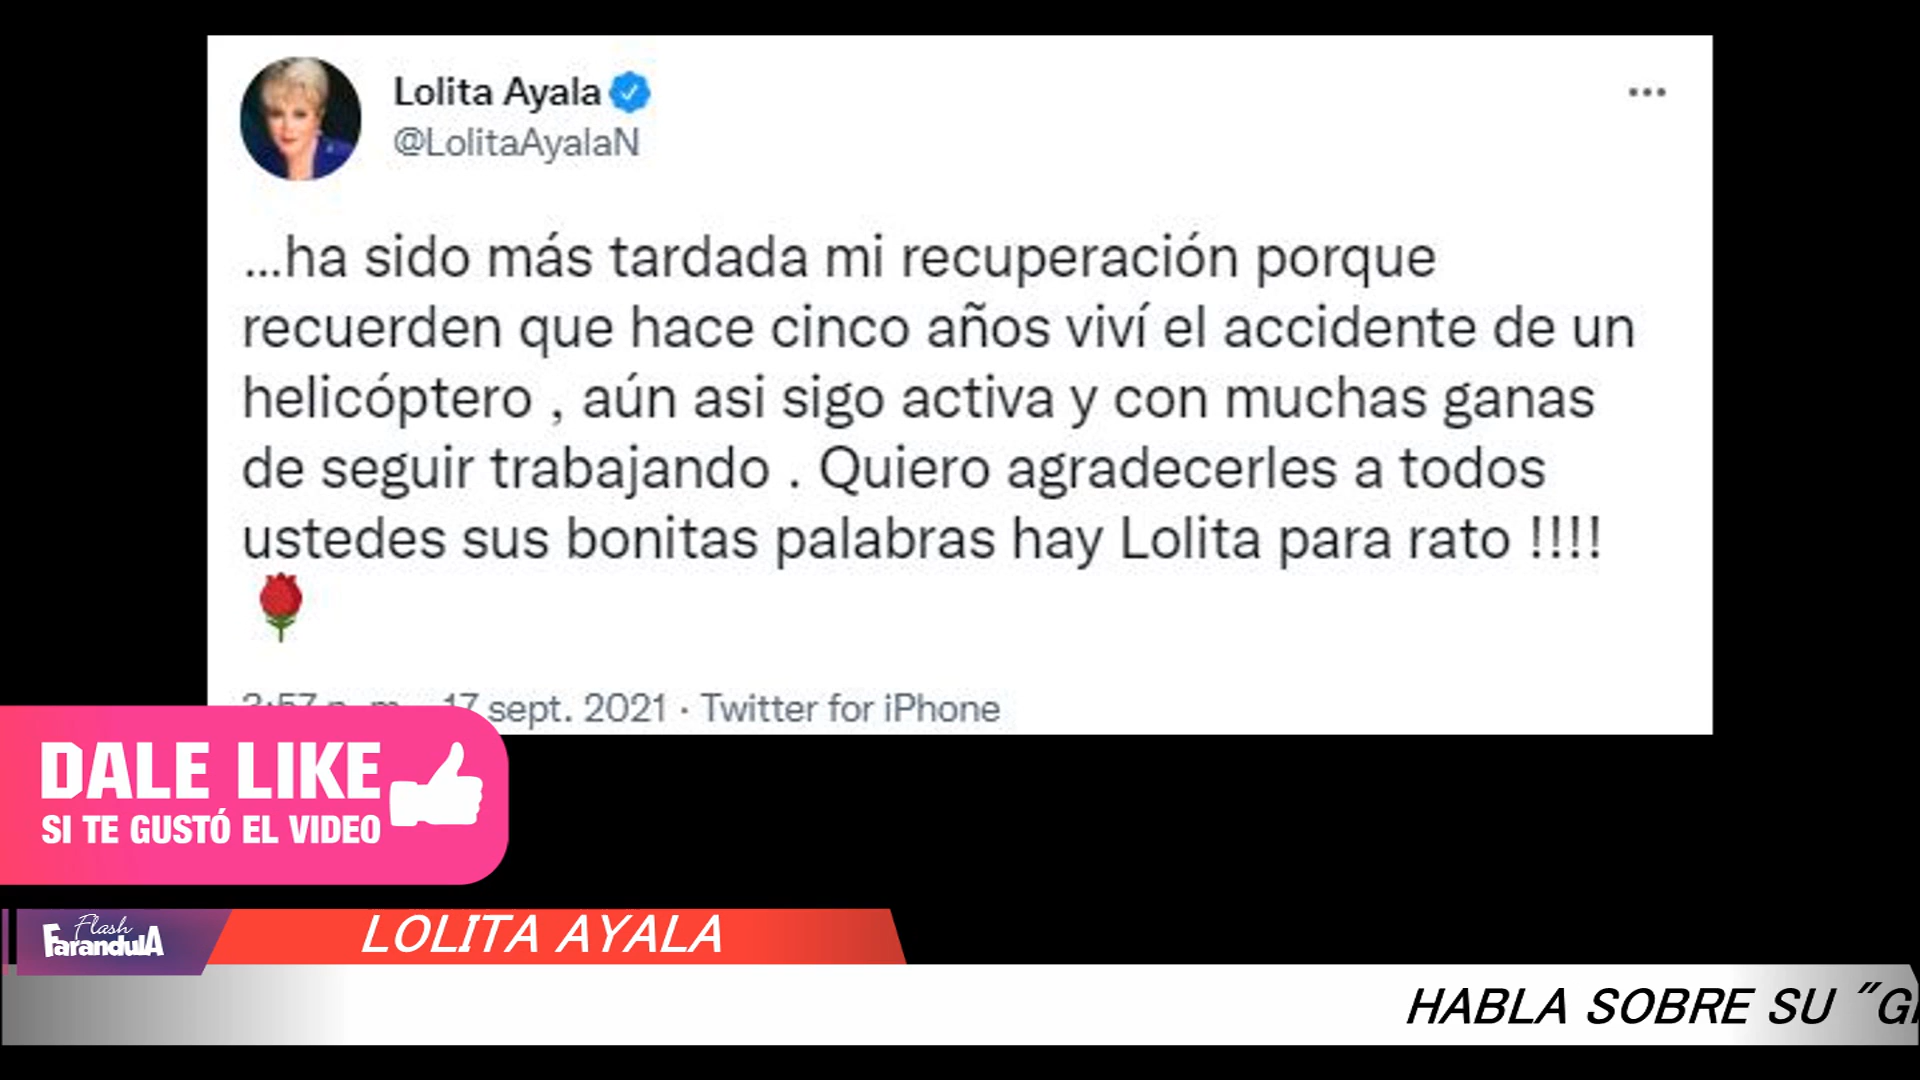 Lolita Ayala
@LolitaAyalaN
...ha sido más tardada mi recuperación porque
recuerden que hace cinco años viví el accidente de un
helicóptero , aún asi sigo activa y con muchas ganas
de seguir trabajando . Quiero agradecerles a todos
ustedes sus bonitas palabras hay Lolita para rato !!!!
17 sept. 2021 · Twitter for iPhone
DALE LIKE
SI TE GUSTÓ EL VIDEO
Flash
FarandulA
LOLITA AYALA
HABLA SOBRE SU "